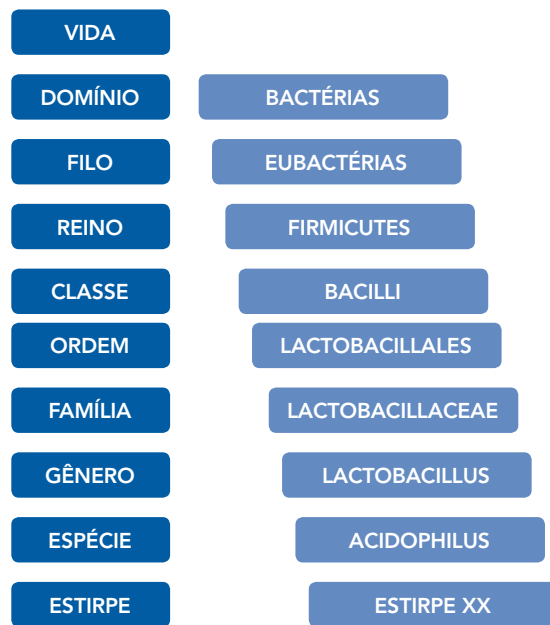 VIDA
DOMÍNIO BACTÉRIAS
FILO EUBACTÉRIAS
REINO FIRMICUTES
CLASSE BACILLI
ORDEM LACTOBACILLALES
FAMÍLIA LACTOBACILLACEAE
GÊNERO LACTOBACILLUS
ESPÉCIE ACIDOPHILUS
ESTIRPE ESTIRPE XX